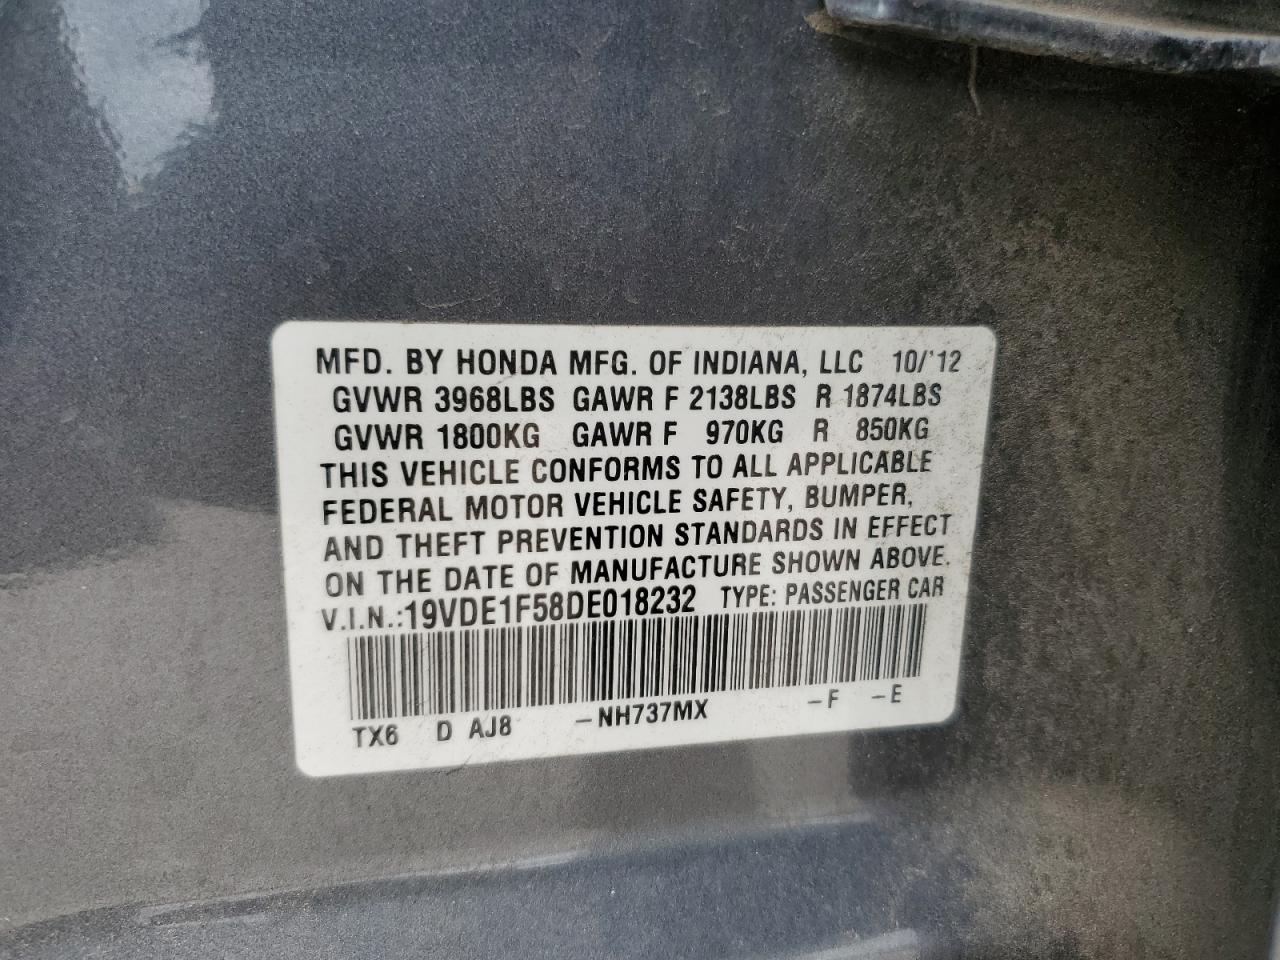 MFD. BY HONDA MFG. OF INDIANA, LLC 10/'12
GVWR 3968LBS GAWR F 2138LBS R 1874LBS
GVWR 1800KG GAWR F 970KG R 850KG
THIS VEHICLE CONFORMS TO ALL APPLICABLE
FEDERAL MOTOR VEHICLE SAFETY, BUMPER,
AND THEFT PREVENTION STANDARDS IN EFFECT
ON THE DATE OF MANUFACTURE SHOWN ABOVE.
V.I.N.:19VDE1F58DE018232 TYPE: PASSENGER CAR
TX6 D AJ8 -NH737MX -F -E